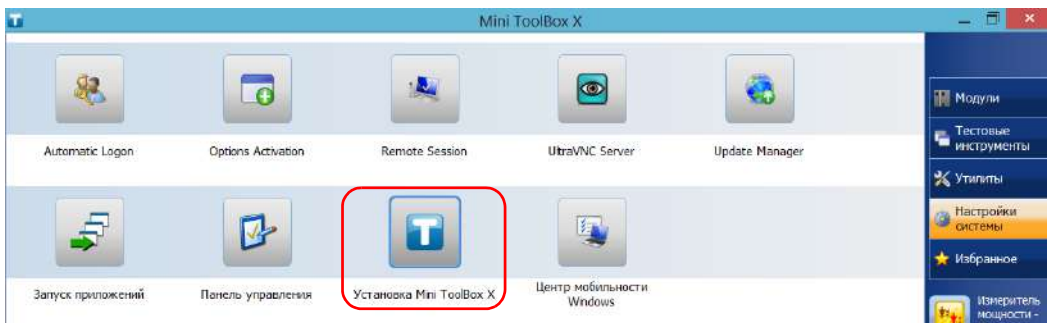 Mini ToolBox X
Automatic Logon
Options Activation
Remote Session
UltraVNC Server
Update Manager
Запуск приложений
Панель управления
Установка Mini ToolBox X
Центр мобильности
Windows
Модули
Тестовые
инструменты
Утилиты
Настройки
системы
Избранное
Измеритель
мощности -